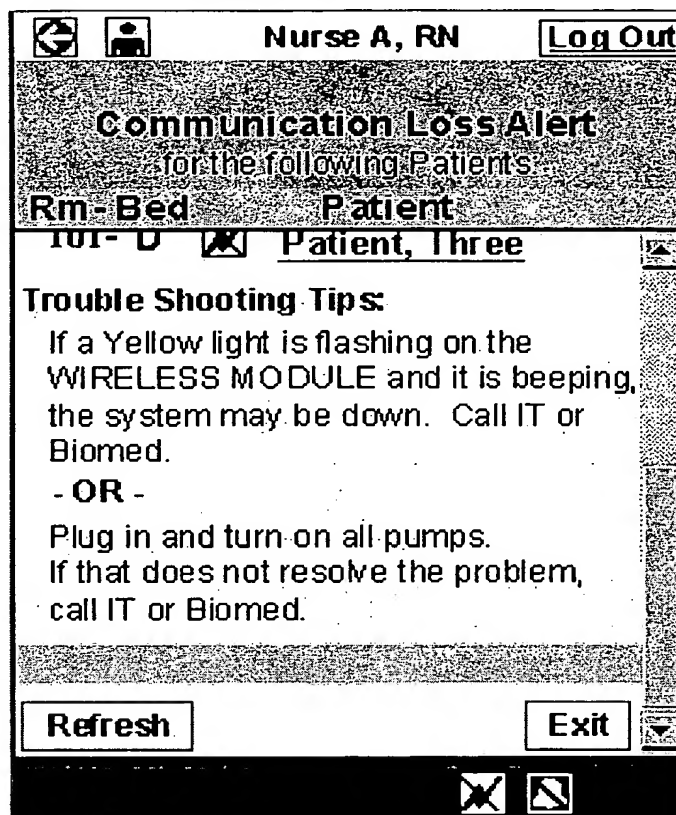 Nurse A, RN Log Out
Communication Loss Alert
for the following Patients:
Rm-Bed Patient
101- D Patient, Three
Trouble Shooting Tips:
If a Yellow light is flashing on the
WIRELESS MODULE and it is beeping,
the system may be down. Call IT or
Biomed.
- OR -
Plug in and turn on all pumps.
If that does not resolve the problem,
call IT or Biomed.
Refresh Exit